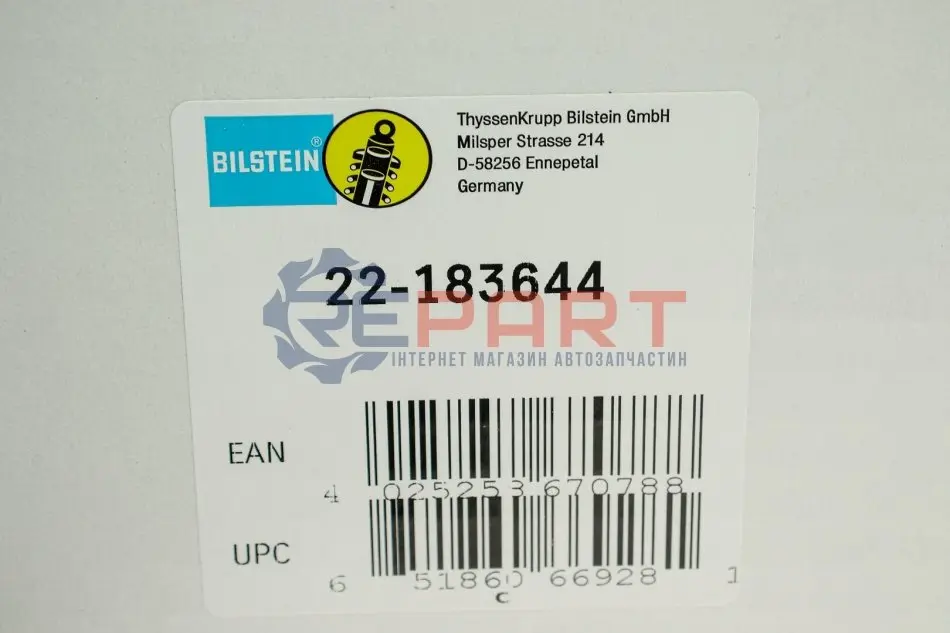 BILSTEIN®
ThyssenKrupp Bilstein GmbH
Milsper Strasse 214
D-58256 Ennepetal
Germany
22-183644
REPART
ІНТЕРНЕТ МАГАЗИН АВТОЗАПЧАСТИН
EAN
4 025253 670788
UPC
6 51860 66928 1
C